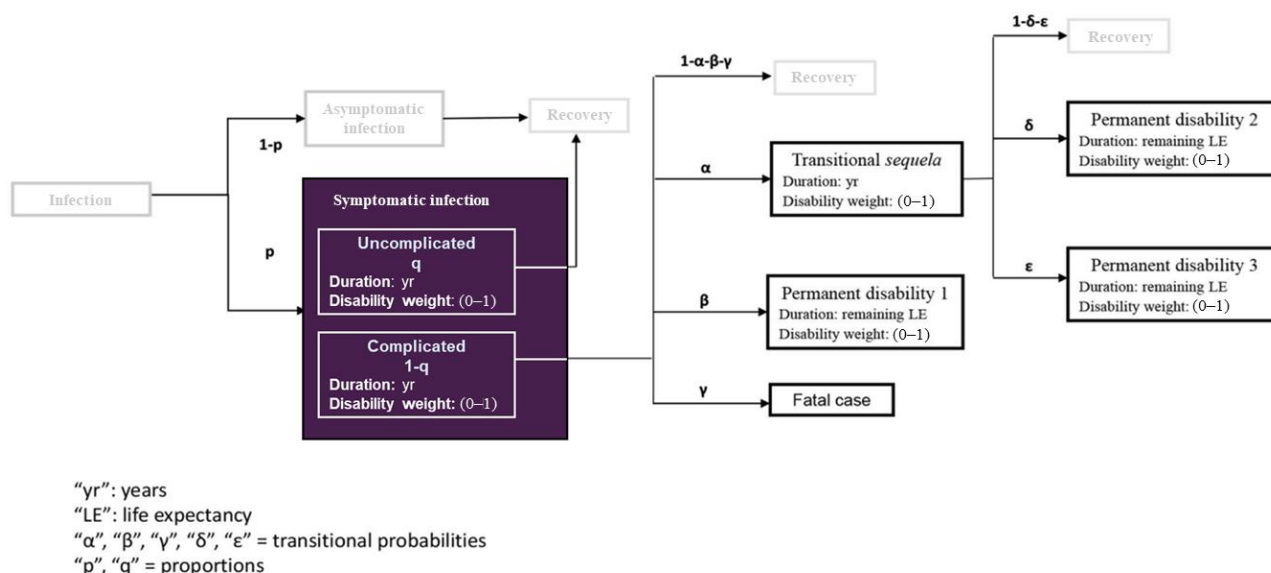 Infection
1-p
p
Asymptomatic
infection
Recovery
Symptomatic infection
Uncomplicated
q
Duration: yr
Disability weight: (0–1)
Complicated
1-q
Duration: yr
Disability weight: (0–1)
1-α-β-γ
Recovery
α
Transitional sequela
Duration: yr
Disability weight: (0–1)
β
Permanent disability 1
Duration: remaining LE
Disability weight: (0–1)
γ
Fatal case
1-δ-ε
Recovery
δ
Permanent disability 2
Duration: remaining LE
Disability weight: (0–1)
ε
Permanent disability 3
Duration: remaining LE
Disability weight: (0–1)
“yr”: years
“LE”: life expectancy
“α”, “β”, “γ”, “δ”, “ε” = transitional probabilities
“p”, “q” = proportions